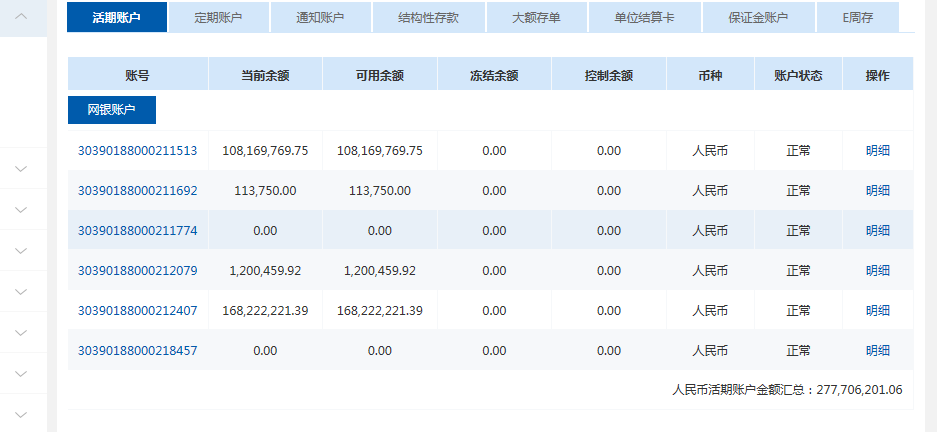 活期账户 定期账户 通知账户 结构性存款 大额存单 单位结算卡 保证金账户 E周存
账号 当前余额 可用余额 冻结余额 控制余额 币种 账户状态 操作
网银账户
30390188000211513 108,169,769.75 108,169,769.75 0.00 0.00 人民币 正常 明细
30390188000211692 113,750.00 113,750.00 0.00 0.00 人民币 正常 明细
30390188000211774 0.00 0.00 0.00 0.00 人民币 正常 明细
30390188000212079 1,200,459.92 1,200,459.92 0.00 0.00 人民币 正常 明细
30390188000212407 168,222,221.39 168,222,221.39 0.00 0.00 人民币 正常 明细
30390188000218457 0.00 0.00 0.00 0.00 人民币 正常 明细
人民币活期账户金额汇总：277,706,201.06